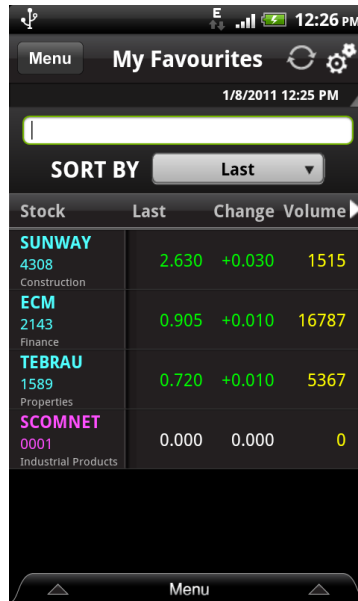 E 12:26 PM
Menu My Favourites
1/8/2011 12:25 PM
SORT BY Last
Stock Last Change Volume
SUNWAY
4308 2.630 +0.030 1515
Construction
ECM
2143 0.905 +0.010 16787
Finance
TEBRAU
1589 0.720 +0.010 5367
Properties
SCOMNET
0001 0.000 0.000 0
Industrial Products
Menu